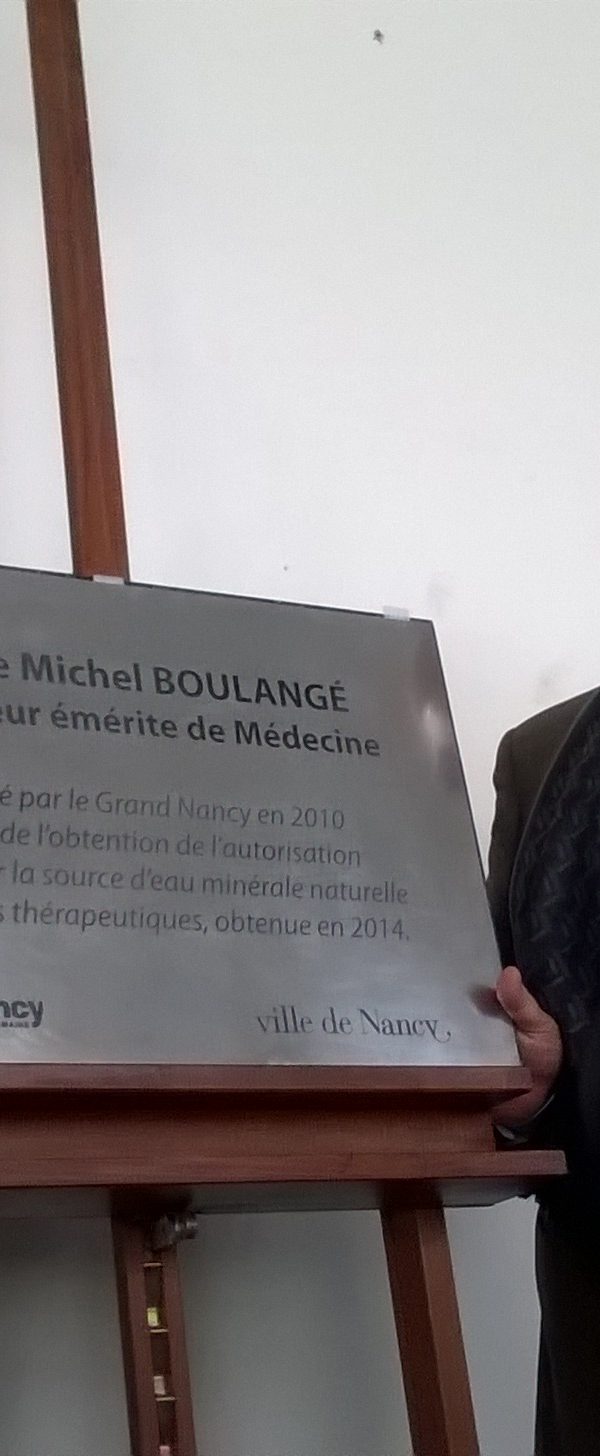 e Michel BOULANGÉ
eur émérite de Médecine
é par le Grand Nancy en 2010
de l'obtention de l'autorisation
r la source d'eau minérale naturelle
s thérapeutiques, obtenue en 2014.
ncy
ville de Nancy,